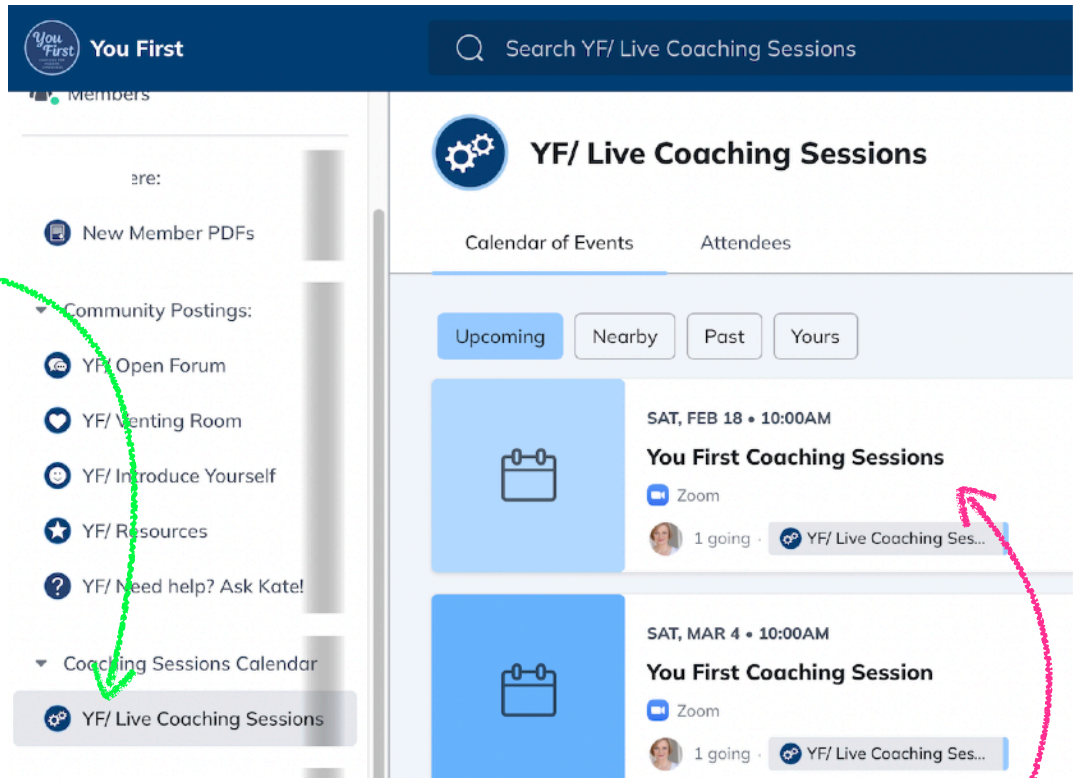 You First
You First
Search YF/ Live Coaching Sessions
Members
ere:
New Member PDFs
Community Postings:
YF/ Open Forum
YF/ Venting Room
YF/ Introduce Yourself
YF/ Resources
YF/ Need help? Ask Kate!
Coaching Sessions Calendar
YF/ Live Coaching Sessions
YF/ Live Coaching Sessions
Calendar of Events
Attendees
Upcoming
Nearby
Past
Yours
SAT, FEB 18 • 10:00AM
You First Coaching Sessions
Zoom
1 going · YF/ Live Coaching Ses...
SAT, MAR 4 • 10:00AM
You First Coaching Session
Zoom
1 going · YF/ Live Coaching Ses...